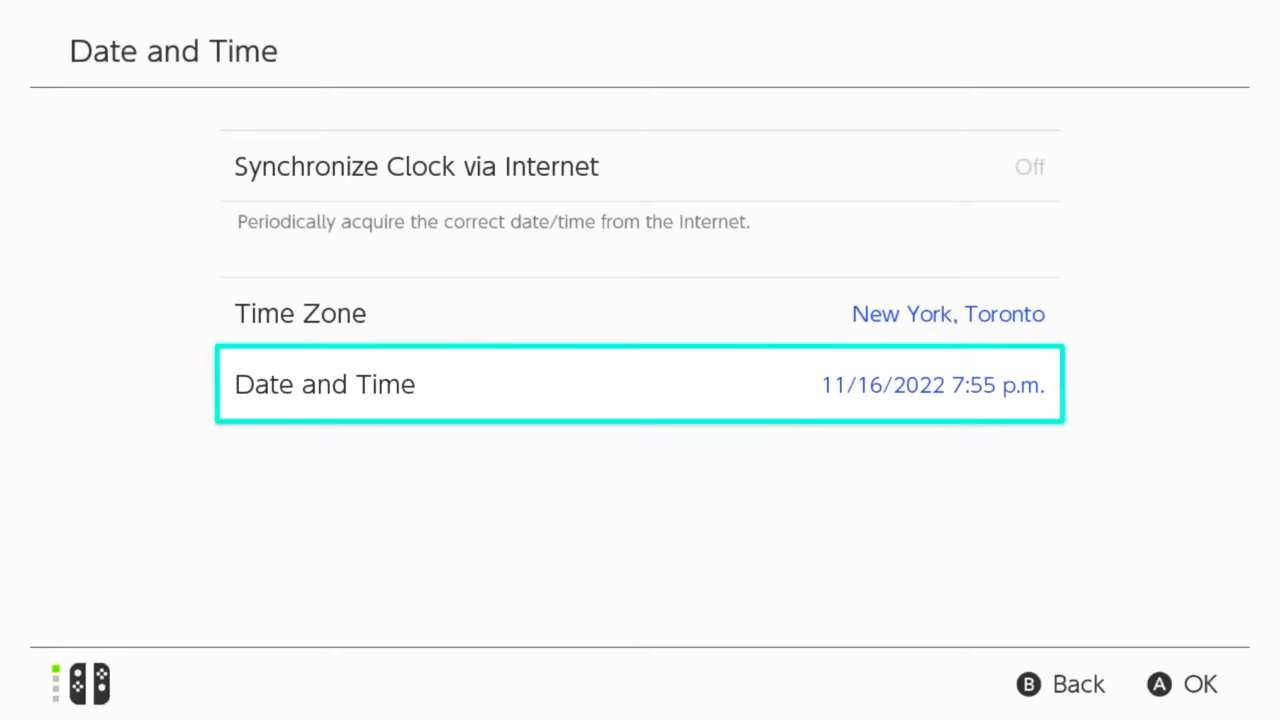 Date and Time
Synchronize Clock via Internet Off
Periodically acquire the correct date/time from the Internet.
Time Zone New York, Toronto
Date and Time 11/16/2022 7:55 p.m.
B Back A OK